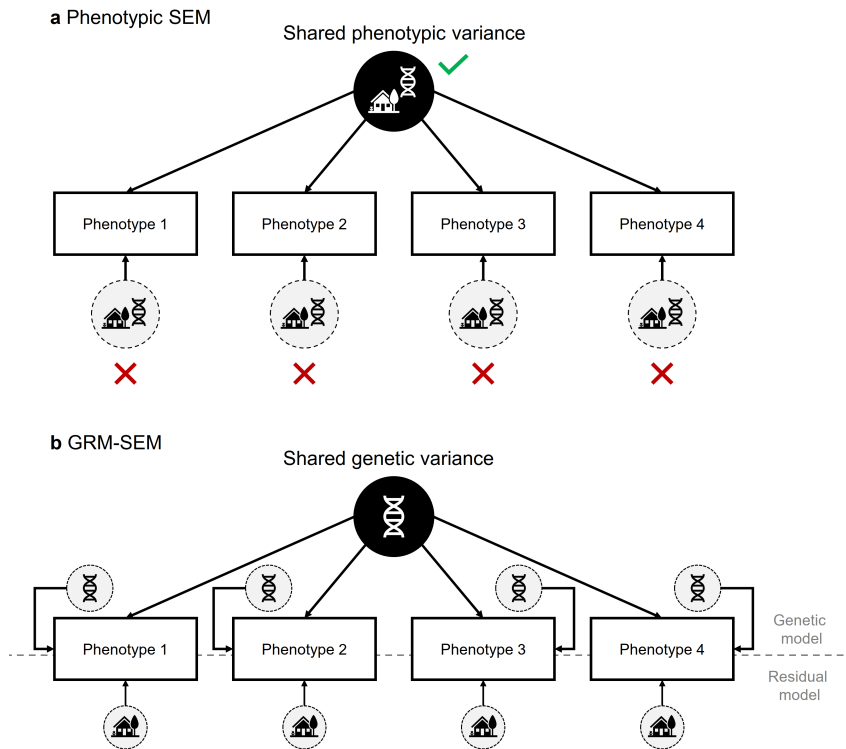 a Phenotypic SEM
Shared phenotypic variance
Phenotype 1
Phenotype 2
Phenotype 3
Phenotype 4
b GRM-SEM
Shared genetic variance
Phenotype 1
Phenotype 2
Phenotype 3
Phenotype 4
Genetic
model
Residual
model